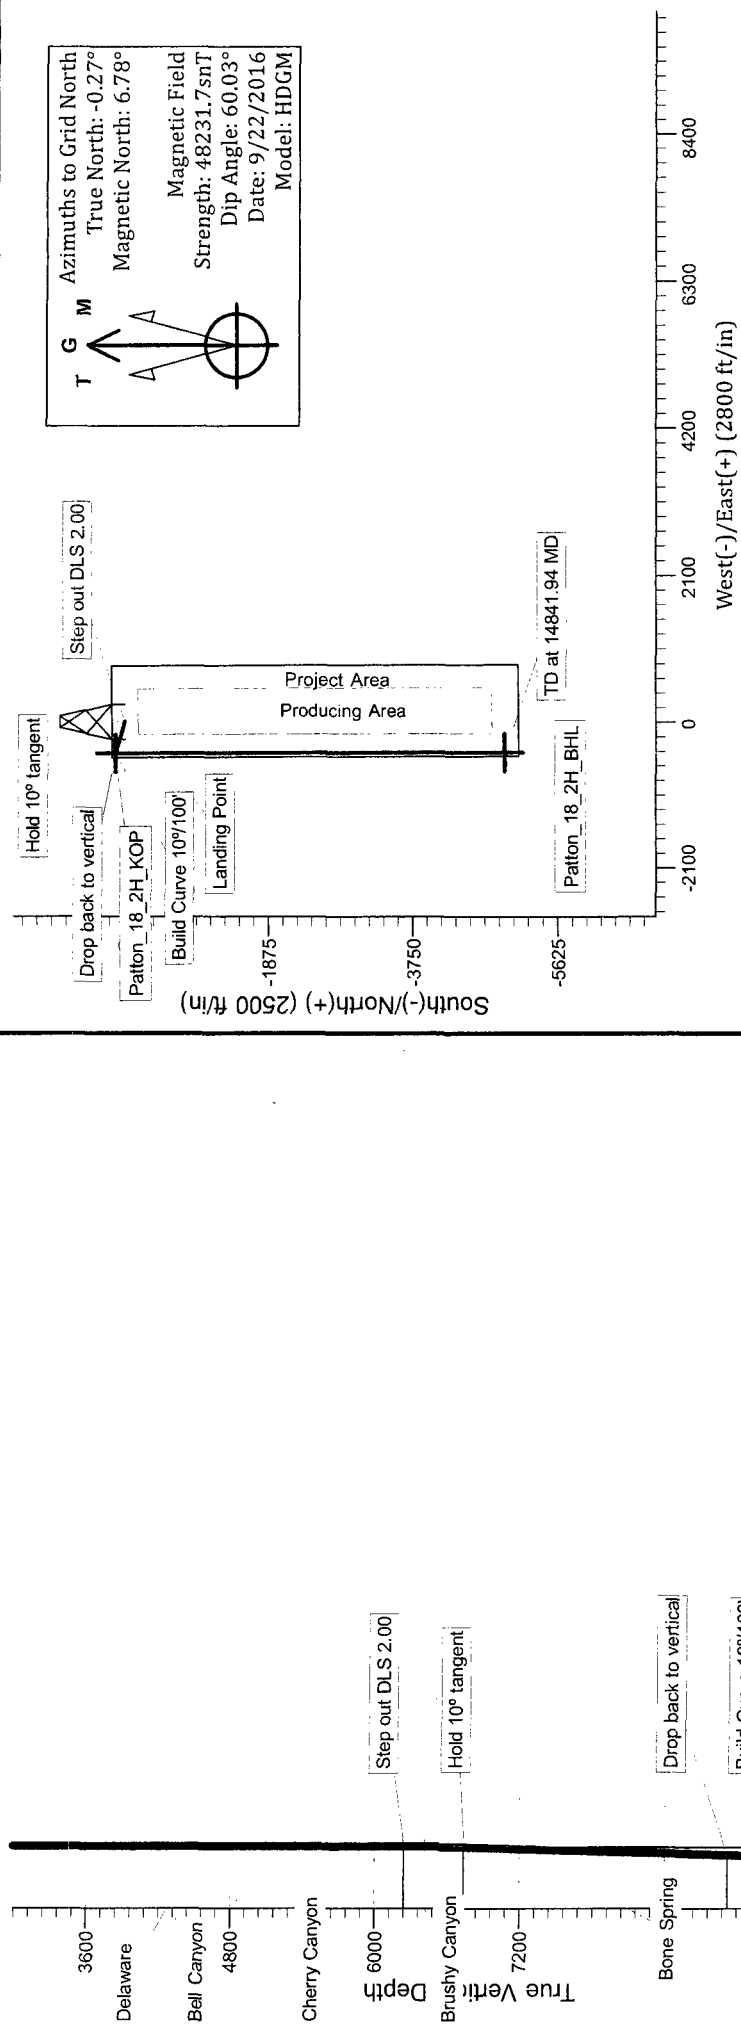 Azimuths to Grid North
True North: -0.27°
Magnetic North: 6.78°
Magnetic Field
Strength: 48231.7snT
Dip Angle: 60.03°
Date: 9/22/2016
Model: HDGM
T G M
Hold 10° tangent
Step out DLS 2.00
Drop back to vertical
Patton_18_2H_KOP
Build Curve 10°/100'
Landing Point
Project Area
Producing Area
TD at 14841.94 MD
Patton_18_2H_BHL
South(-)/North(+) (2500 ft/in)
-1875
-3750
-5625
-2100
0
2100
4200
6300
8400
West(-)/East(+) (2800 ft/in)
3600
Delaware
Bell Canyon
4800
Cherry Canyon
6000
Brushy Canyon
7200
Bone Spring
True Vertic
Depth
Step out DLS 2.00
Hold 10° tangent
Drop back to vertical